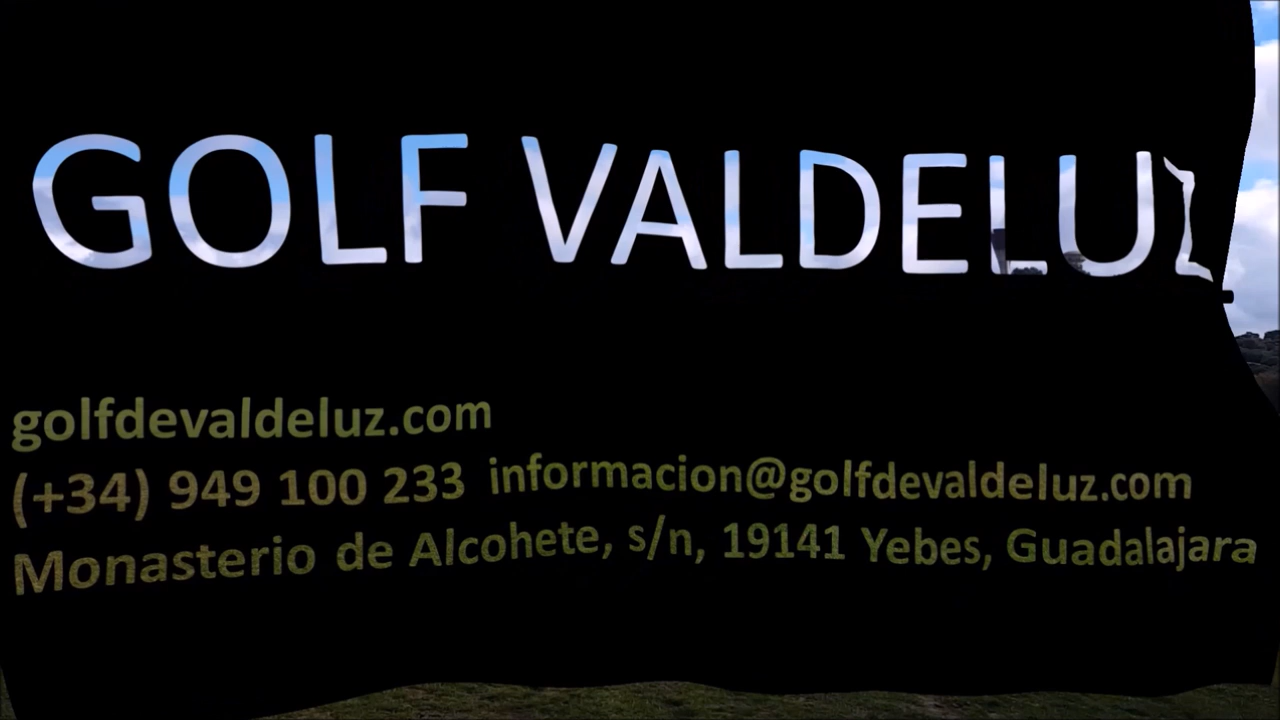 GOLF VALDELUZ
golfdevaldeluz.com
(+34) 949 100 233 informacion@golfdevaldeluz.com
Monasterio de Alcohete, s/n, 19141 Yebes, Guadalajara